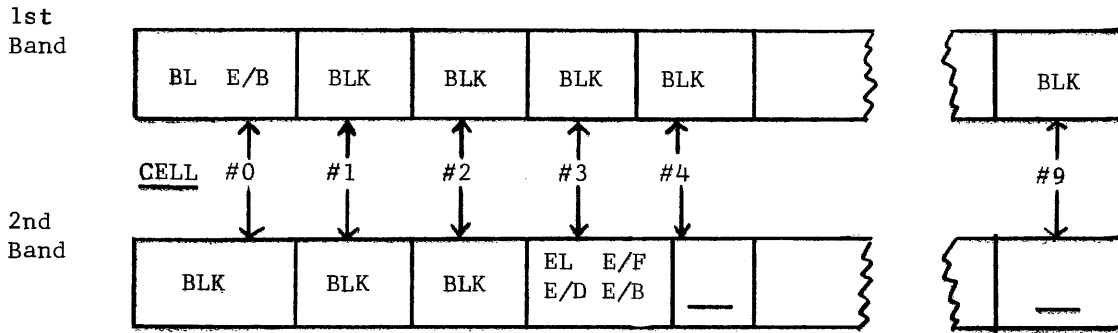 1st
Band
BL E/B BLK BLK BLK BLK BLK
CELL #0 #1 #2 #3 #4 #9
2nd
Band
BLK BLK BLK EL E/F
E/D E/B